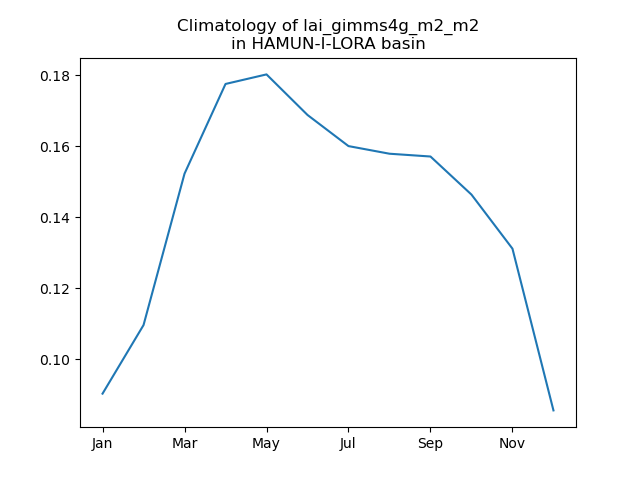 Climatology of lai_gimms4g_m2_m2
in HAMUN-I-LORA basin
0.18
0.16
0.14
0.12
0.10
Jan Mar May Jul Sep Nov